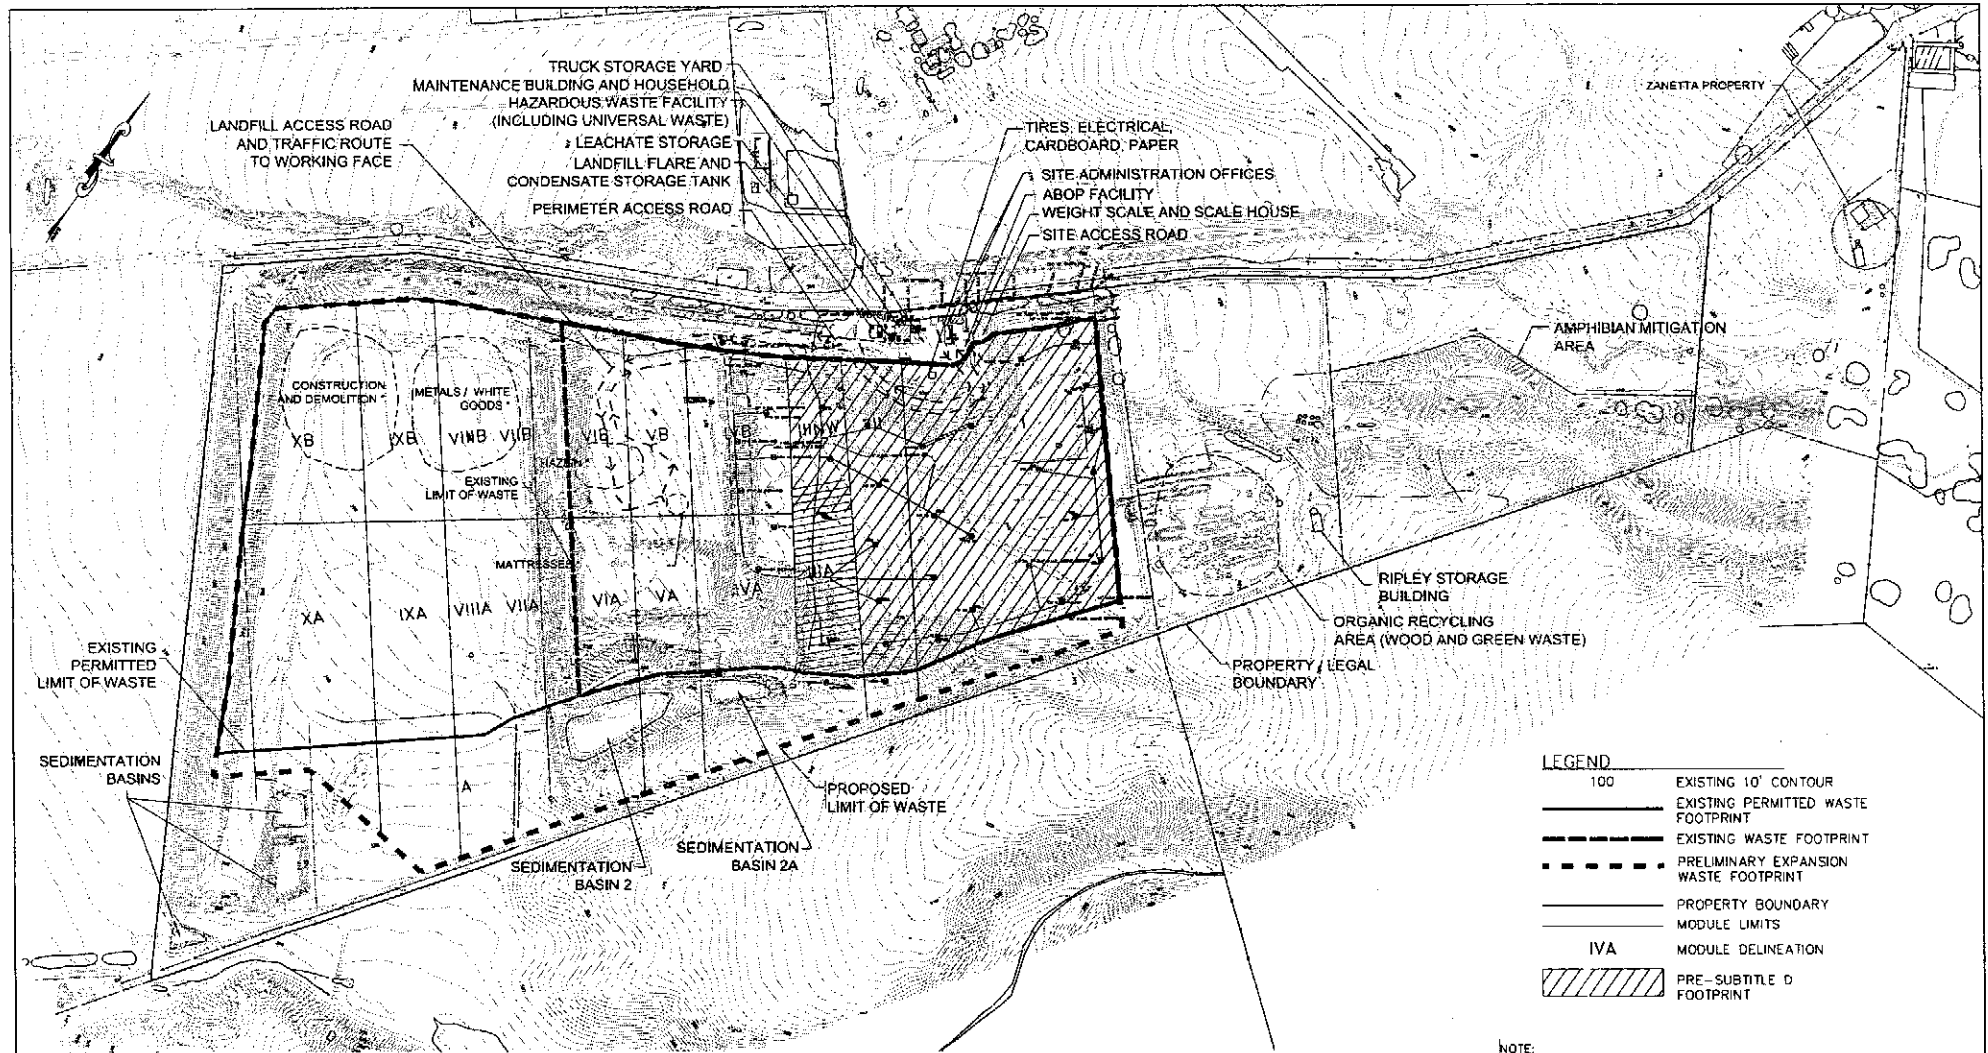 TRUCK STORAGE YARD
MAINTENANCE BUILDING AND HOUSEHOLD
HAZARDOUS WASTE FACILITY
(INCLUDING UNIVERSAL WASTE)
LEACHATE STORAGE
LANDFILL FLARE AND
CONDENSATE STORAGE TANK
PERIMETER ACCESS ROAD
LANDFILL ACCESS ROAD
AND TRAFFIC ROUTE
TO WORKING FACE
TIRES, ELECTRICAL,
CARDBOARD, PAPER
SITE ADMINISTRATION OFFICES
ABOP FACILITY
WEIGHT SCALE AND SCALE HOUSE
SITE ACCESS ROAD
ZANETTA PROPERTY
AMPHIBIAN MITIGATION
AREA
CONSTRUCTION
AND DEMOLITION *
METALS / WHITE
GOODS *
XB
IXB
VIIIB
VIIB
VIB
VB
IVB
IIINW
I
EXISTING
LIMIT OF WASTE
MATTRESSES
XA
IXA
VIIIA
VIIA
VIA
VA
IVA
IIIA
RIPLEY STORAGE
BUILDING
ORGANIC RECYCLING
AREA (WOOD AND GREEN WASTE)
PROPERTY / LEGAL
BOUNDARY
EXISTING
PERMITTED
LIMIT OF WASTE
SEDIMENTATION
BASINS
A
PROPOSED
LIMIT OF WASTE
SEDIMENTATION
BASIN 2A
SEDIMENTATION
BASIN 2
LEGEND
100 EXISTING 10' CONTOUR
EXISTING PERMITTED WASTE
FOOTPRINT
EXISTING WASTE FOOTPRINT
PRELIMINARY EXPANSION
WASTE FOOTPRINT
PROPERTY BOUNDARY
MODULE LIMITS
IVA MODULE DELINEATION
PRE-SUBTITLE D
FOOTPRINT
NOTE: